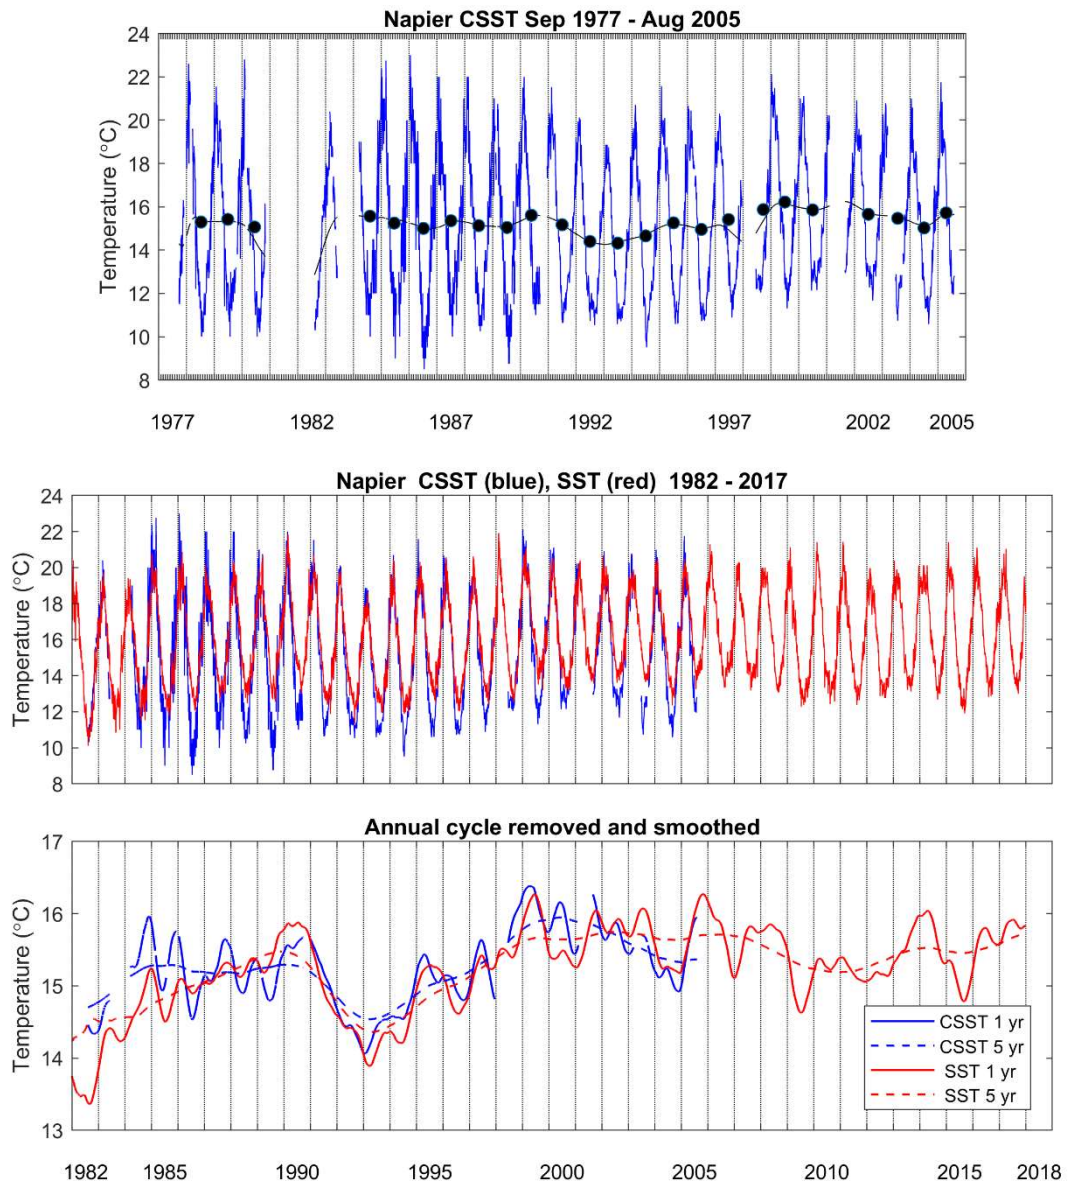 Napier CSST Sep 1977 - Aug 2005
Temperature (°C)
24
22
20
18
16
14
12
10
8
1977 1982 1987 1992 1997 2002 2005
Napier CSST (blue), SST (red) 1982 - 2017
Temperature (°C)
24
22
20
18
16
14
12
10
8
Annual cycle removed and smoothed
Temperature (°C)
17
16
15
14
13
CSST 1 yr
CSST 5 yr
SST 1 yr
SST 5 yr
1982 1985 1990 1995 2000 2005 2010 2015 2018